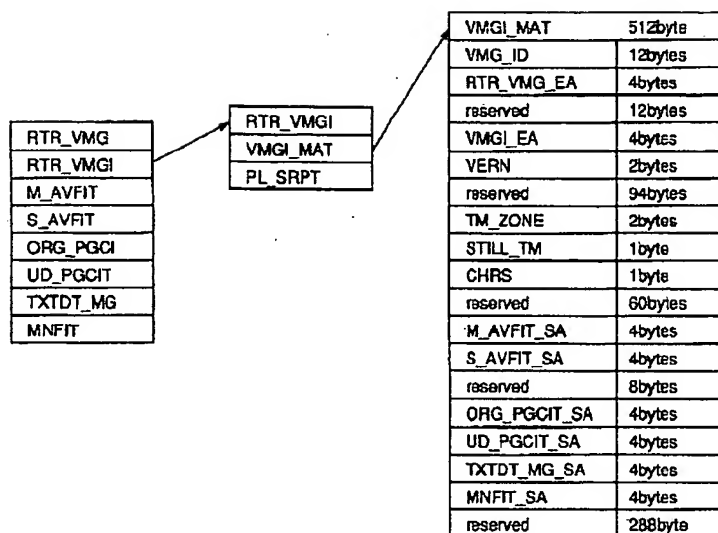 RTR_VMG
RTR_VMGI
M_AVFIT
S_AVFIT
ORG_PGCI
UD_PGCIT
TXTDT_MG
MNFIT
RTR_VMGI
VMGI_MAT
PL_SRPT
VMGI_MAT 512byte
VMG_ID 12bytes
RTR_VMG_EA 4bytes
reserved 12bytes
VMGI_EA 4bytes
VERN 2bytes
reserved 94bytes
TM_ZONE 2bytes
STILL_TM 1byte
CHRS 1byte
reserved 60bytes
M_AVFIT_SA 4bytes
S_AVFIT_SA 4bytes
reserved 8bytes
ORG_PGCIT_SA 4bytes
UD_PGCIT_SA 4bytes
TXTDT_MG_SA 4bytes
MNFIT_SA 4bytes
reserved 288byte